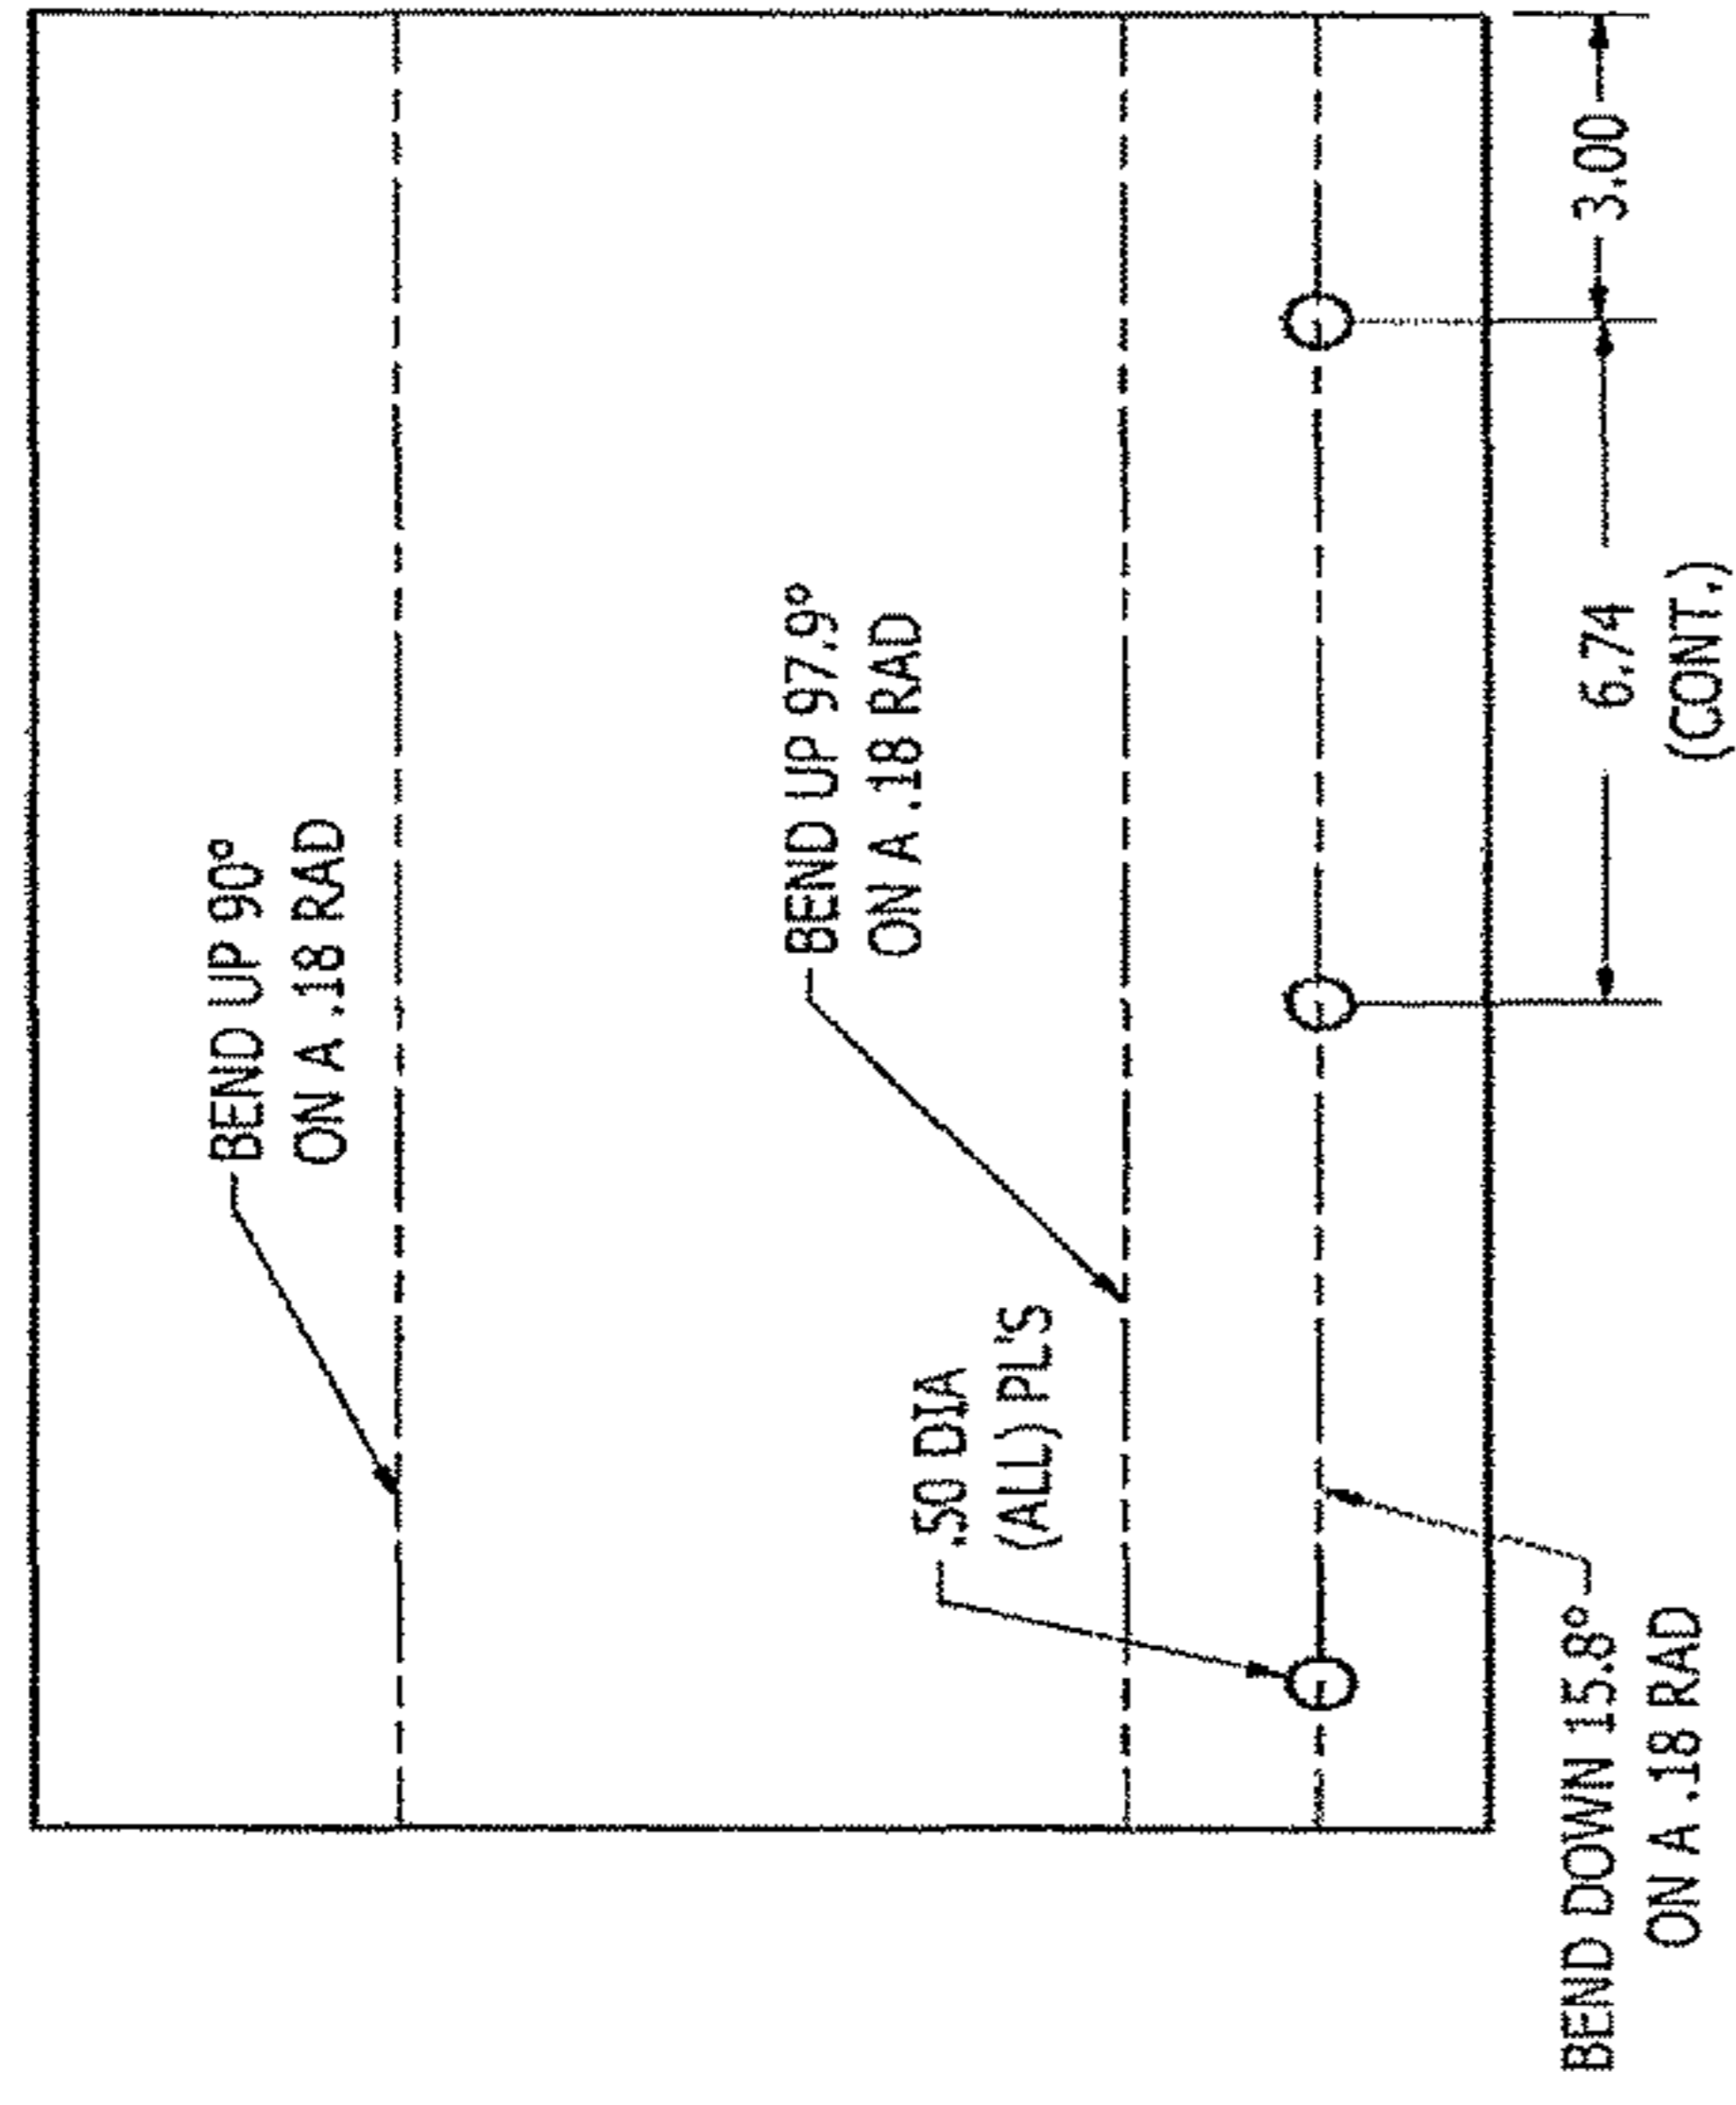 BEND UP 90°
ON A .18 RAD
BEND UP 97.9°
ON A .18 RAD
.50 DIA
(ALL) PL'S
BEND DOWN 15.8°
ON A .18 RAD
6.74
(CONT.)
3.00